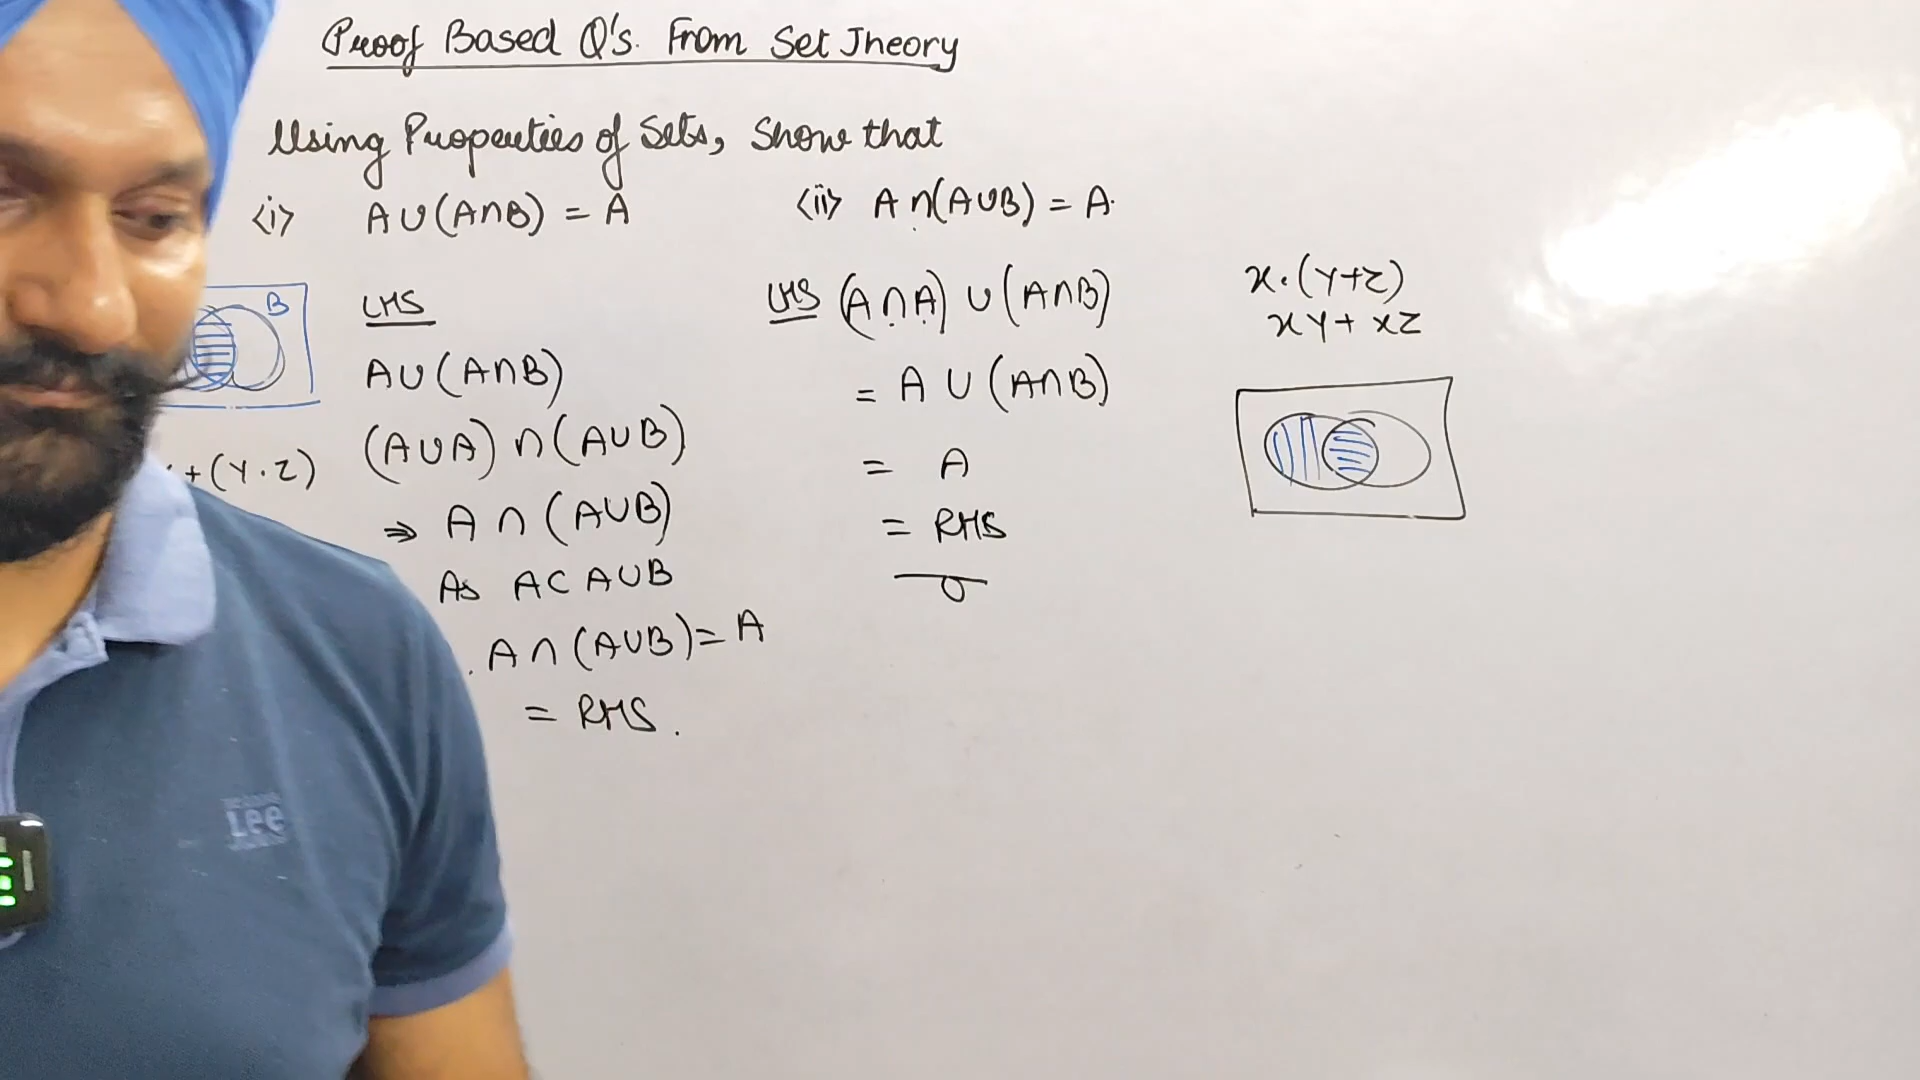 Proof Based Q's. From Set Theory
Using Properties of Sets, Show that
<i> A∪(A∩B) = A
<ii> A∩(A∪B) = A.
B
LHS
A∪(A∩B)
(A∪A)∩(A∪B)
⇒ A∩(A∪B)
As A⊂A∪B
. A∩(A∪B)=A
= RHS.
+(Y.Z)
LHS (A∩A)∪(A∩B)
= A∪(A∩B)
= A
= RHS
x.(Y+Z)
xY+xZ
Lee